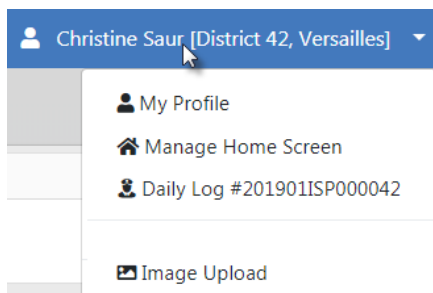 Christine Saur [District 42, Versailles]
My Profile
Manage Home Screen
Daily Log #201901ISP000042
Image Upload